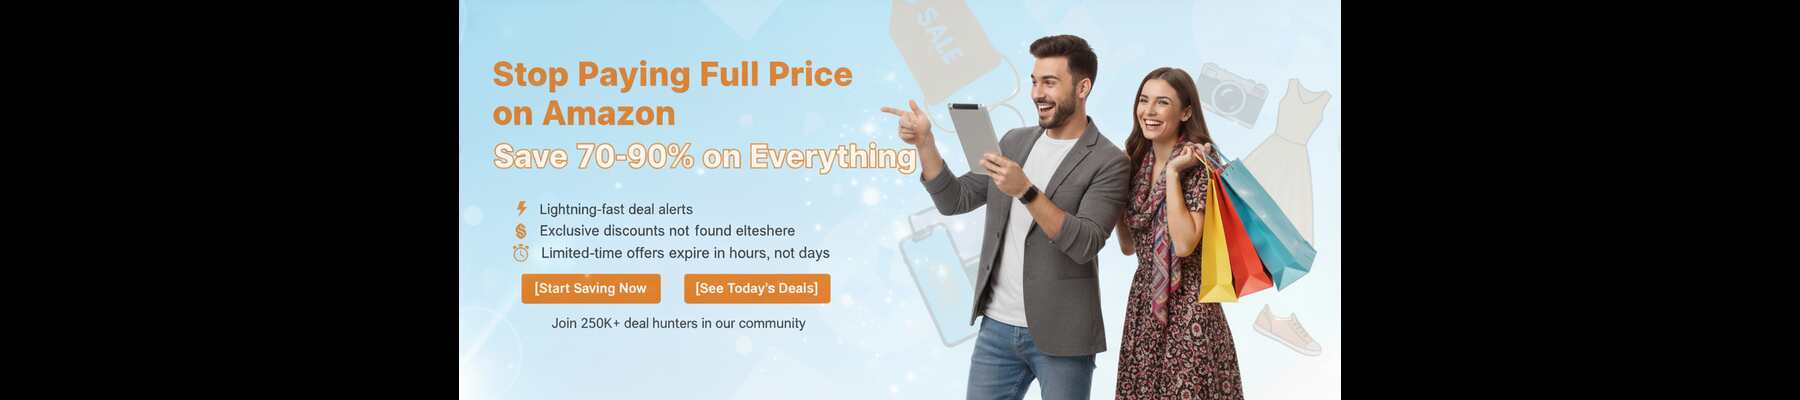 SALE
Stop Paying Full Price
on Amazon
Save 70-90% on Everything
Lightning-fast deal alerts
Exclusive discounts not found elteshere
Limited-time offers expire in hours, not days
[Start Saving Now
[See Today's Deals]
Join 250K+ deal hunters in our community